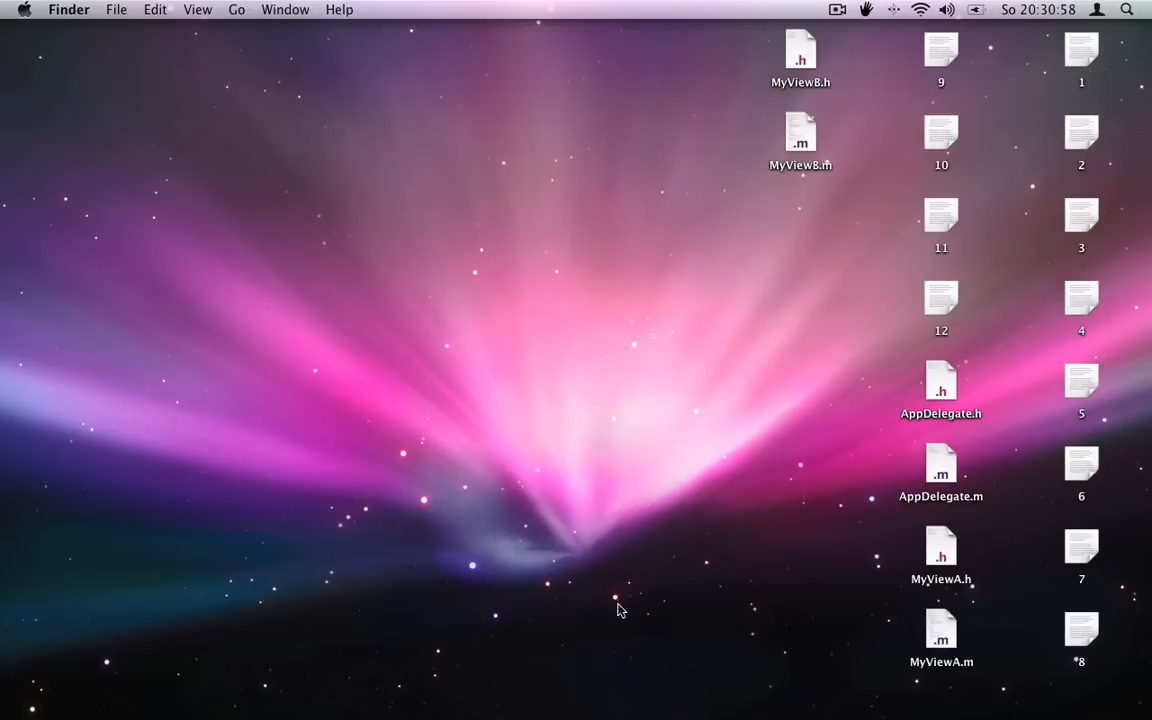 Finder File Edit View Go Window Help So 20:30:58
.h
MyViewB.h
9
1
.m
MyViewB.m
10
2
11
3
12
4
.h
AppDelegate.h
5
.m
AppDelegate.m
6
.h
MyViewA.h
7
.m
MyViewA.m
8